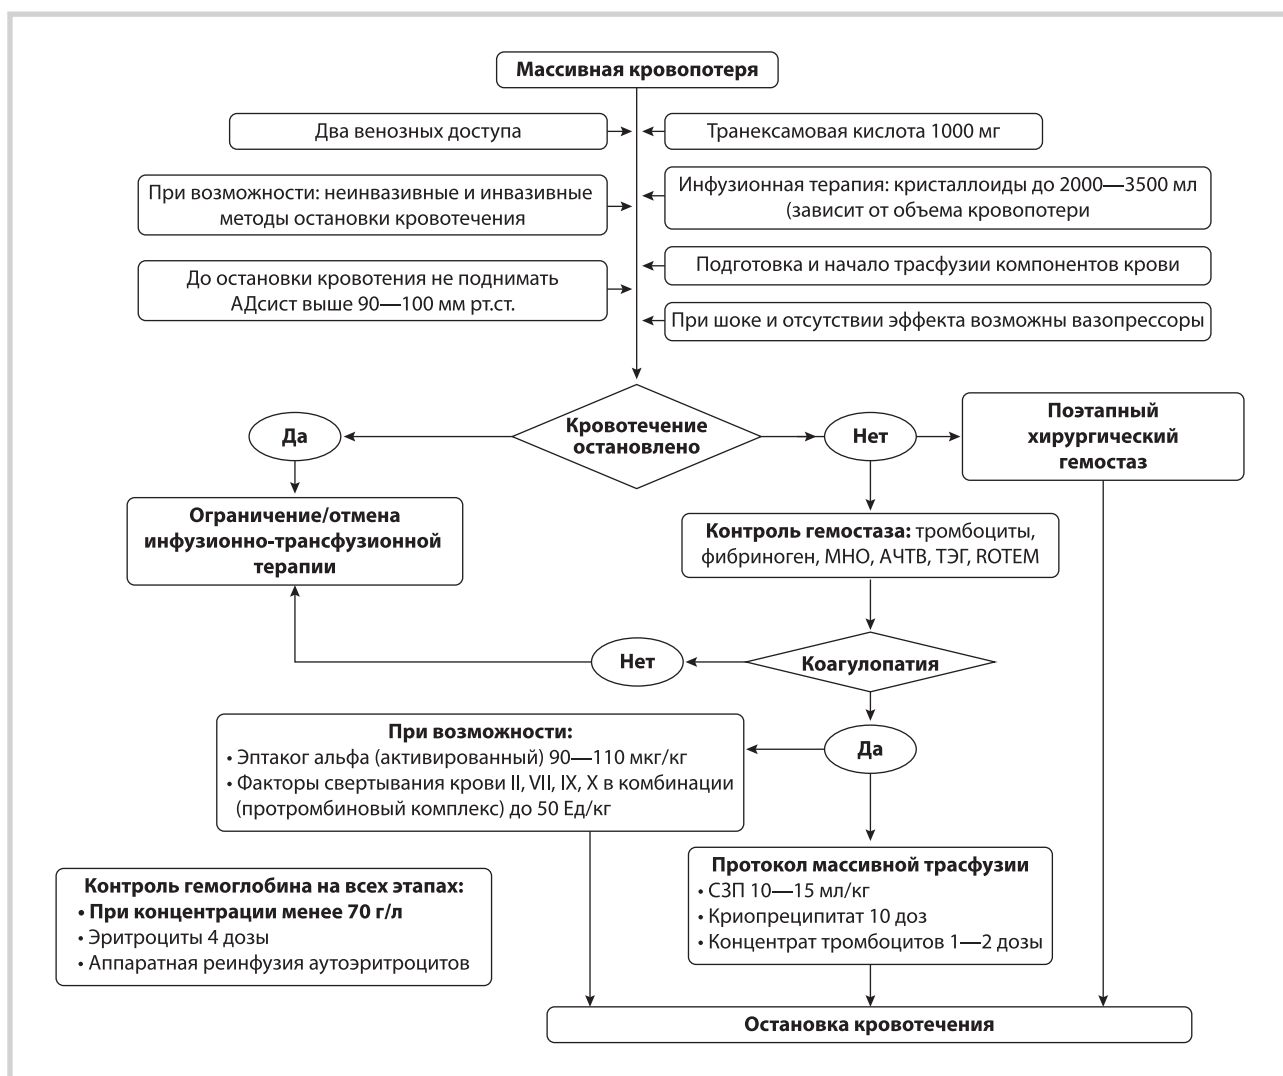 Массивная кровопотеря
Два венозных доступа
Транексамовая кислота 1000 мг
При возможности: неинвазивные и инвазивные
методы остановки кровотечения
Инфузионная терапия: кристаллоиды до 2000—3500 мл
(зависит от объема кровопотери
До остановки кровотения не поднимать
АДсист выше 90—100 мм рт.ст.
Подготовка и начало трасфузии компонентов крови
При шоке и отсутствии эффекта возможны вазопрессоры
Да
Кровотечение
остановлено
Нет
Поэтапный
хирургический
гемостаз
Ограничение/отмена
инфузионно-трансфузионной
терапии
Контроль гемостаза: тромбоциты,
фибриноген, МНО, АЧТВ, ТЭГ, ROTEM
Нет
Коагулопатия
Да
При возможности:
• Эптаког альфа (активированный) 90—110 мкг/кг
• Факторы свертывания крови II, VII, IX, X в комбинации
(протромбиновый комплекс) до 50 Ед/кг
Протокол массивной трасфузии
• СЗП 10—15 мл/кг
• Криопреципитат 10 доз
• Концентрат тромбоцитов 1—2 дозы
Контроль гемоглобина на всех этапах:
• При концентрации менее 70 г/л
• Эритроциты 4 дозы
• Аппаратная реинфузия аутоэритроцитов
Остановка кровотечения